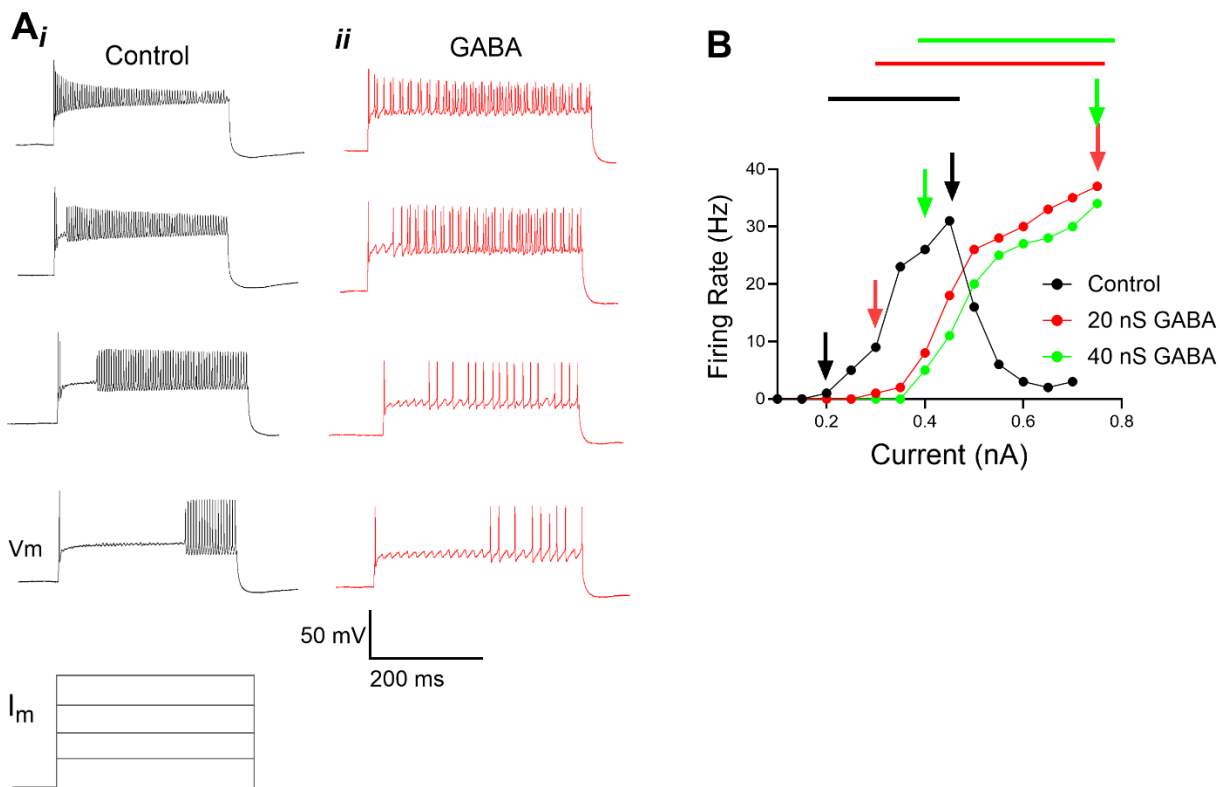 Ai
Control
ii
GABA
Vm
50 mV
200 ms
Im
B
40
30
20
10
0
Firing Rate (Hz)
Control
20 nS GABA
40 nS GABA
0.2
0.4
0.6
0.8
Current (nA)